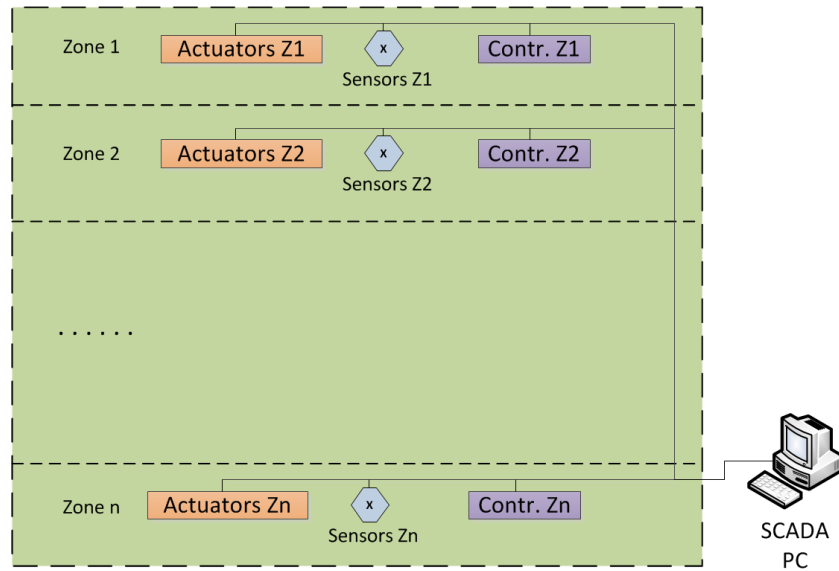 Zone 1
Actuators Z1
x
Contr. Z1
Sensors Z1
Zone 2
Actuators Z2
x
Contr. Z2
Sensors Z2
. . . . . .
Zone n
Actuators Zn
x
Contr. Zn
Sensors Zn
SCADA
PC